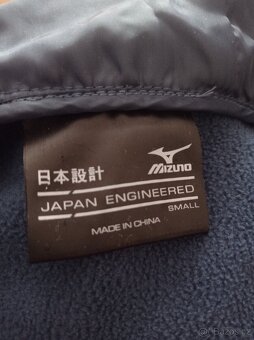 日本設計
MIZUNO
JAPAN ENGINEERED
SMALL
MADE IN CHINA